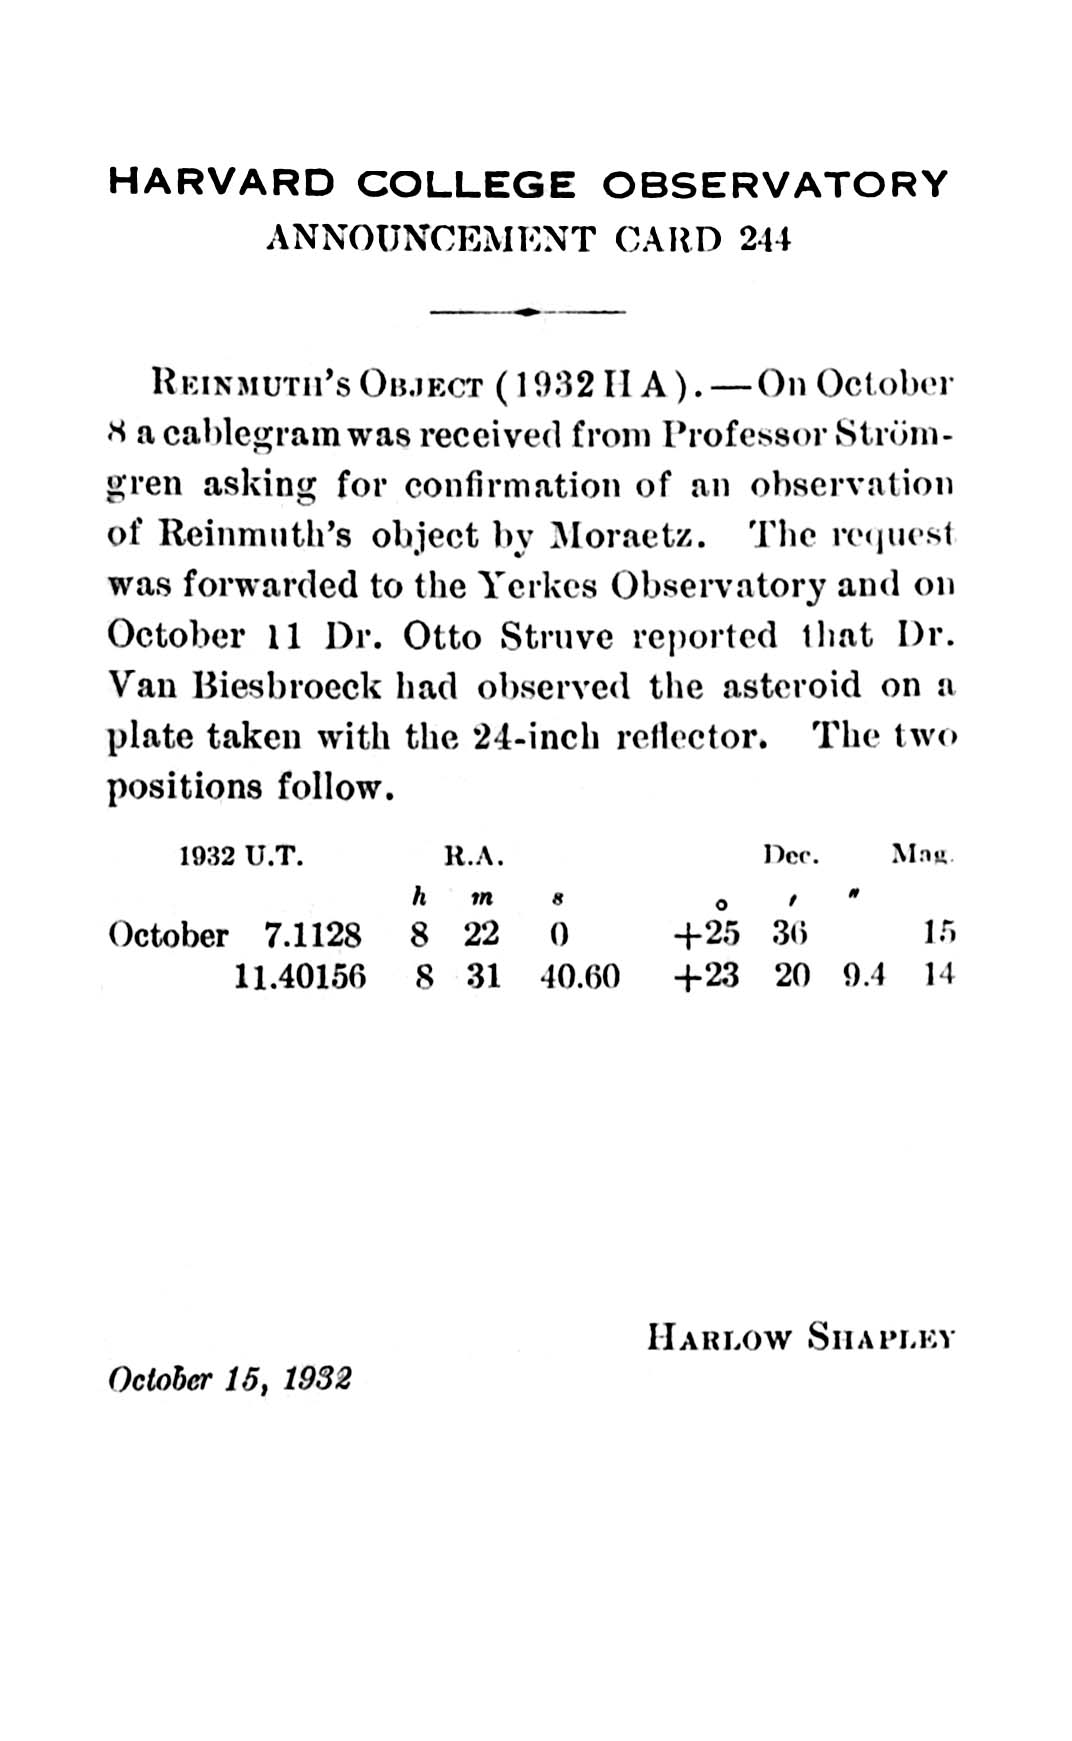 HARVARD COLLEGE OBSERVATORY
ANNOUNCEMENT CARD 244
REINMUTH'S OBJECT (1932 H A). — On October
8 a cablegram was received from Professor Ström-
gren asking for confirmation of an observation
of Reinmuth's object by Moraetz. The request
was forwarded to the Yerkes Observatory and on
October 11 Dr. Otto Struve reported that Dr.
Van Biesbroeck had observed the asteroid on a
plate taken with the 24-inch reflector. The two
positions follow.
1932 U.T. R.A. Dec. Mag.
h m s ° ′ ″
October 7.1128 8 22 0 +25 36 15
11.40156 8 31 40.60 +23 20 9.4 14
HARLOW SHAPLEY
October 15, 1932